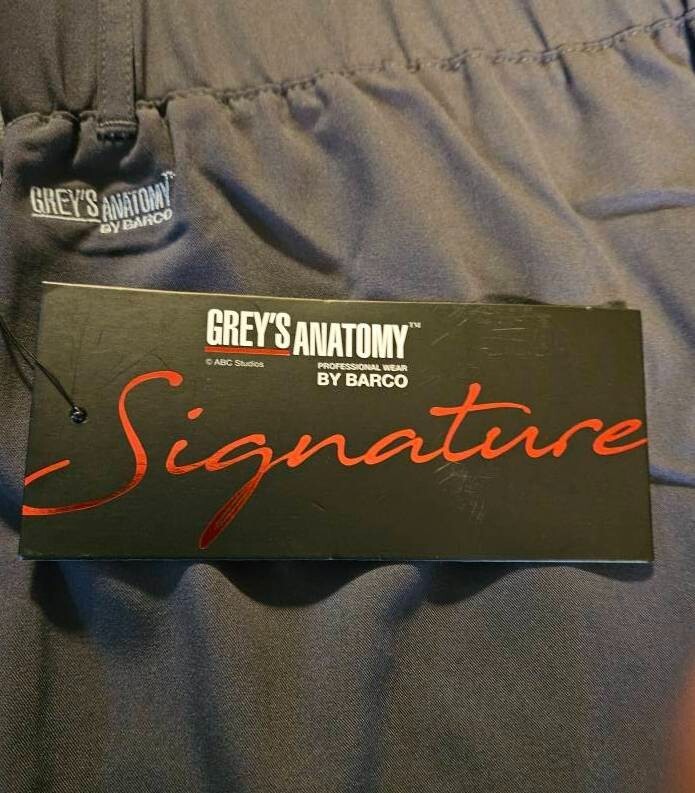 GREY'S ANATOMY™
BY BARCO
GREY'S ANATOMY™
© ABC Studios
PROFESSIONAL WEAR
BY BARCO
Signature